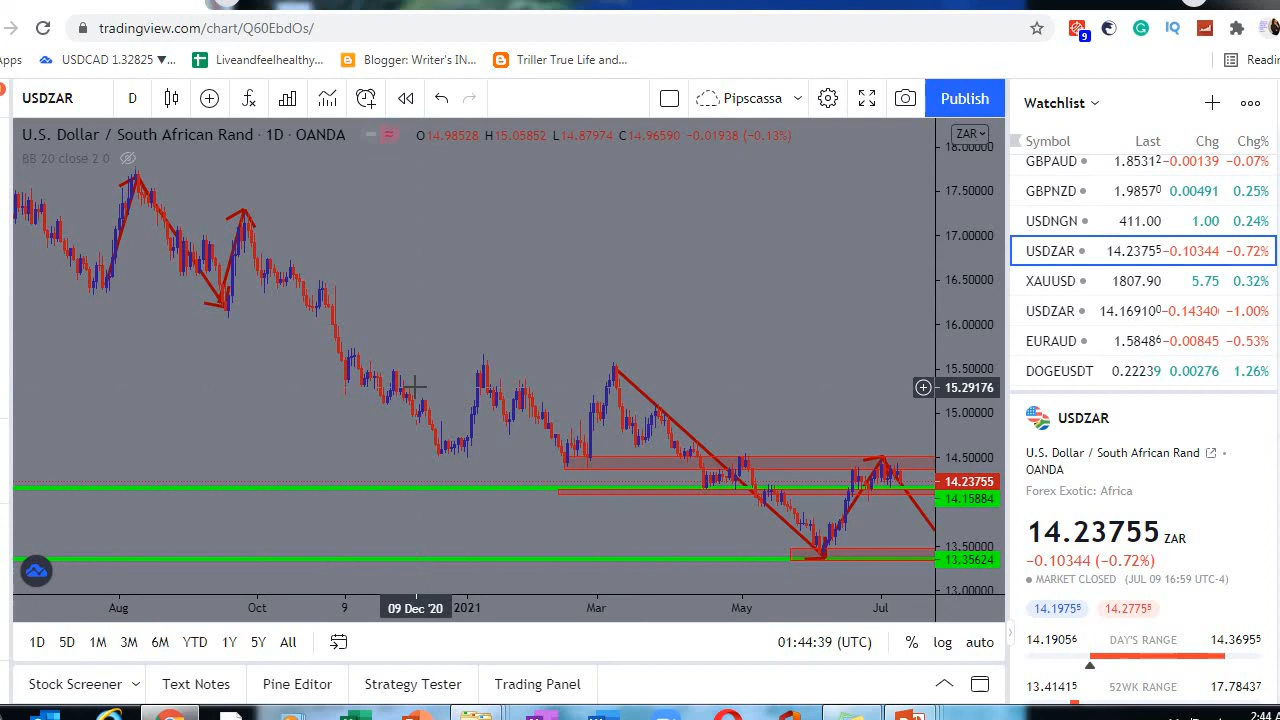 tradingview.com/chart/Q60EbdOs/
9
Apps USDCAD 1.32825 ▼... Liveandfeelhealthy... Blogger: Writer's IN... Triller True Life and...
USDZAR D Pipscassa Publish
U.S. Dollar / South African Rand · 1D · OANDA O14.98528 H15.05852 L14.87974 C14.96590 -0.01938 (-0.13%)
BB 20 close 2 0
ZAR
18.00000
17.50000
17.00000
16.50000
16.00000
15.50000
15.29176
15.00000
14.50000
14.23755
14.15884
13.50000
13.35624
13.00000
Aug Oct 9 09 Dec '20 2021 Mar May Jul
1D 5D 1M 3M 6M YTD 1Y 5Y All 01:44:39 (UTC) % log auto
Stock Screener Text Notes Pine Editor Strategy Tester Trading Panel
Watchlist
Symbol Last Chg Chg%
GBPAUD 1.85312 -0.00139 -0.07%
GBPNZD 1.98570 0.00491 0.25%
USDNGN 411.00 1.00 0.24%
USDZAR 14.23755 -0.10344 -0.72%
XAUUSD 1807.90 5.75 0.32%
USDZAR 14.169100 -0.14340 -1.00%
EURAUD 1.58486 -0.00845 -0.53%
DOGEUSDT 0.22239 0.00276 1.26%
USDZAR
U.S. Dollar / South African Rand
OANDA
Forex Exotic: Africa
14.23755 ZAR
−0.10344 (−0.72%)
MARKET CLOSED (JUL 09 16:59 UTC-4)
14.19755 14.27755
14.19056 DAY'S RANGE 14.36955
13.41415 52WK RANGE 17.78437